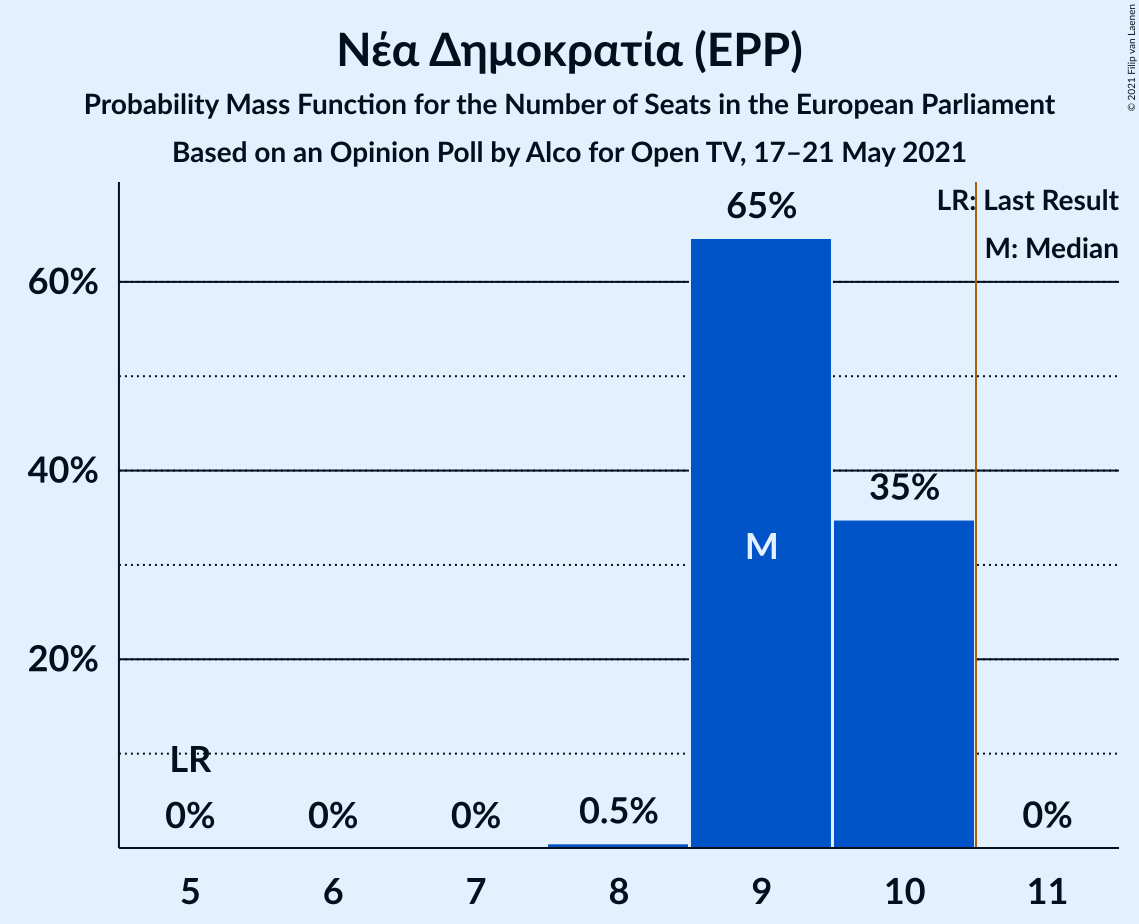 Νέα Δημοκρατία (EPP)
Probability Mass Function for the Number of Seats in the European Parliament
Based on an Opinion Poll by Alco for Open TV, 17–21 May 2021
© 2021 Filip van Laenen
LR: Last Result
M: Median
60%
40%
20%
65%
35%
M
LR
0%
0%
0%
0.5%
0%
5
6
7
8
9
10
11